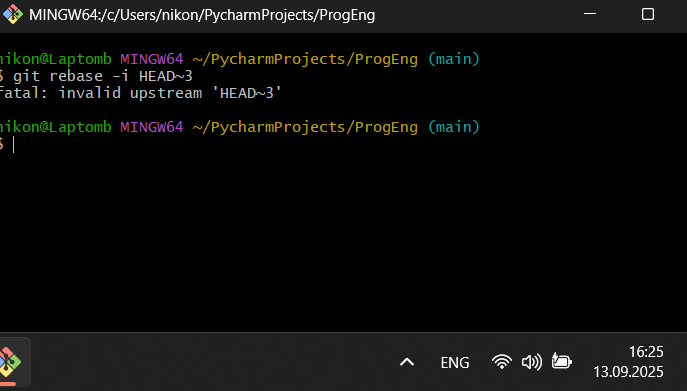 MINGW64:/c/Users/nikon/PycharmProjects/ProgEng
nikon@Laptomb MINGW64 ~/PycharmProjects/ProgEng (main)
$ git rebase -i HEAD~3
fatal: invalid upstream 'HEAD~3'
nikon@Laptomb MINGW64 ~/PycharmProjects/ProgEng (main)
$
ENG
16:25
13.09.2025